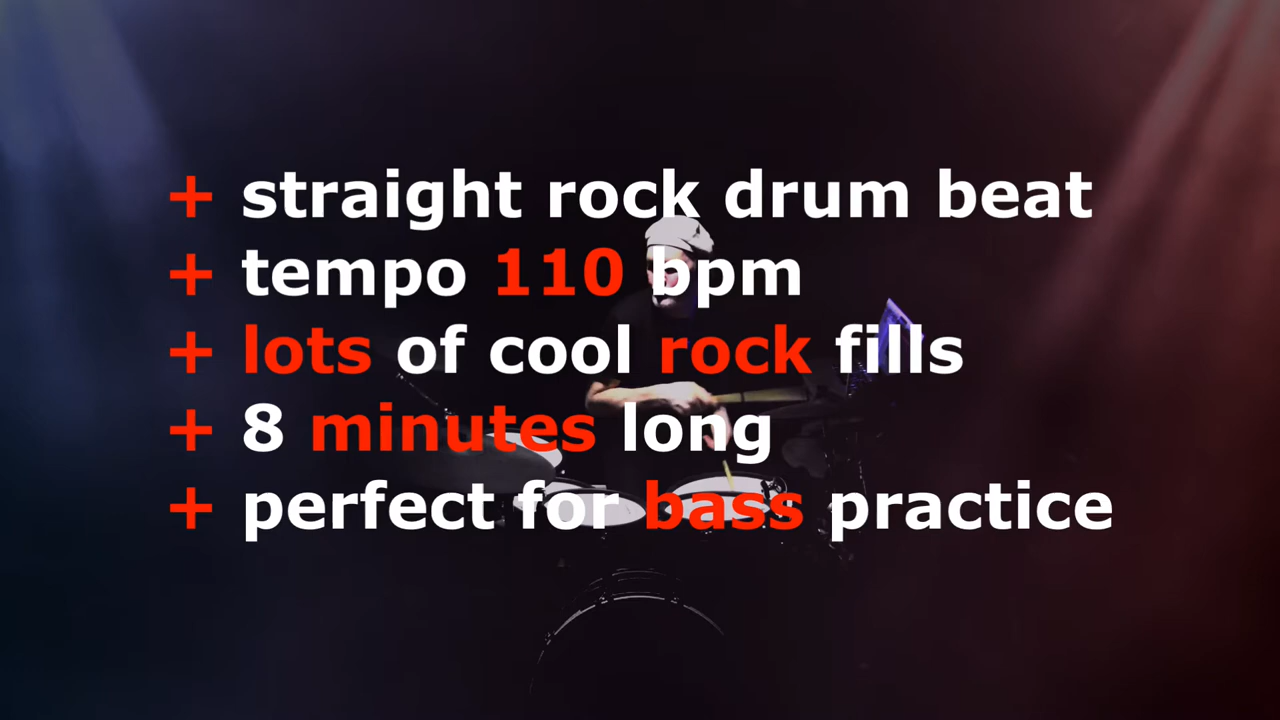 + straight rock drum beat
+ tempo 110 bpm
+ lots of cool rock fills
+ 8 minutes long
+ perfect for bass practice